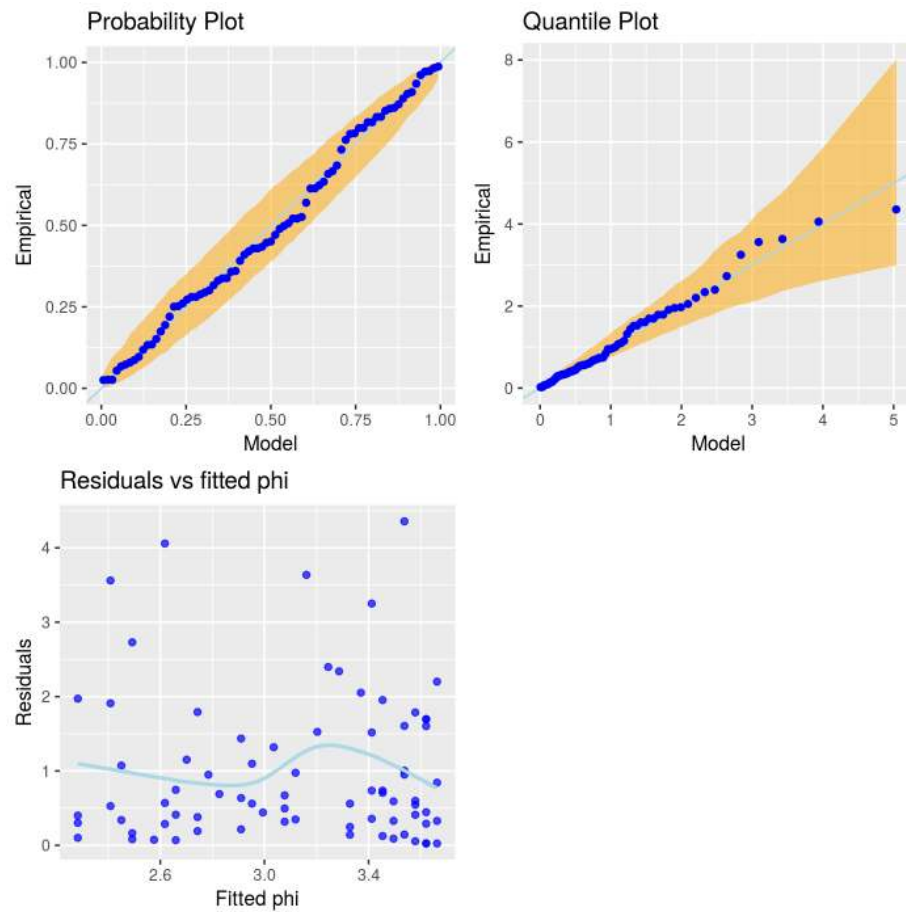 Probability Plot
1.00
0.75
0.50
0.25
0.00
Empirical
0.00 0.25 0.50 0.75 1.00
Model
Quantile Plot
8
6
4
2
0
Empirical
0 1 2 3 4 5
Model
Residuals vs fitted phi
4
3
2
1
0
Residuals
2.6 3.0 3.4
Fitted phi